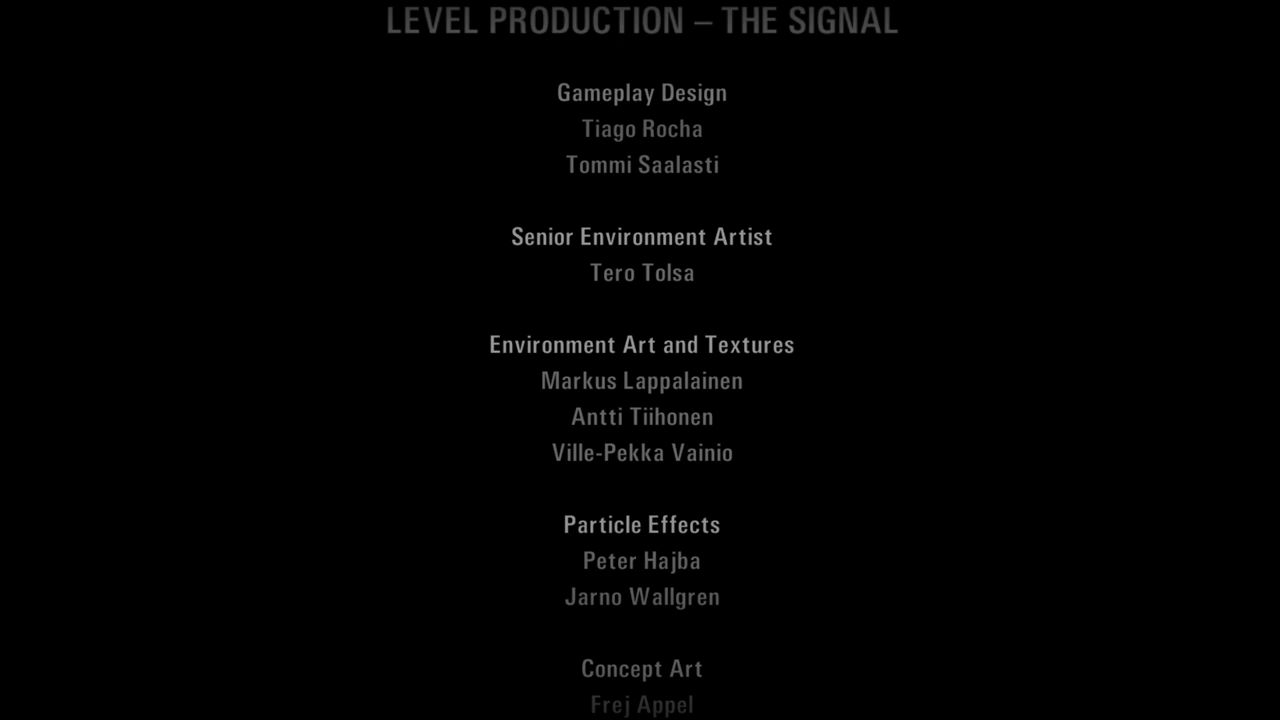 LEVEL PRODUCTION – THE SIGNAL
Gameplay Design
Tiago Rocha
Tommi Saalasti
Senior Environment Artist
Tero Tolsa
Environment Art and Textures
Markus Lappalainen
Antti Tiihonen
Ville-Pekka Vainio
Particle Effects
Peter Hajba
Jarno Wallgren
Concept Art
Frej Appel